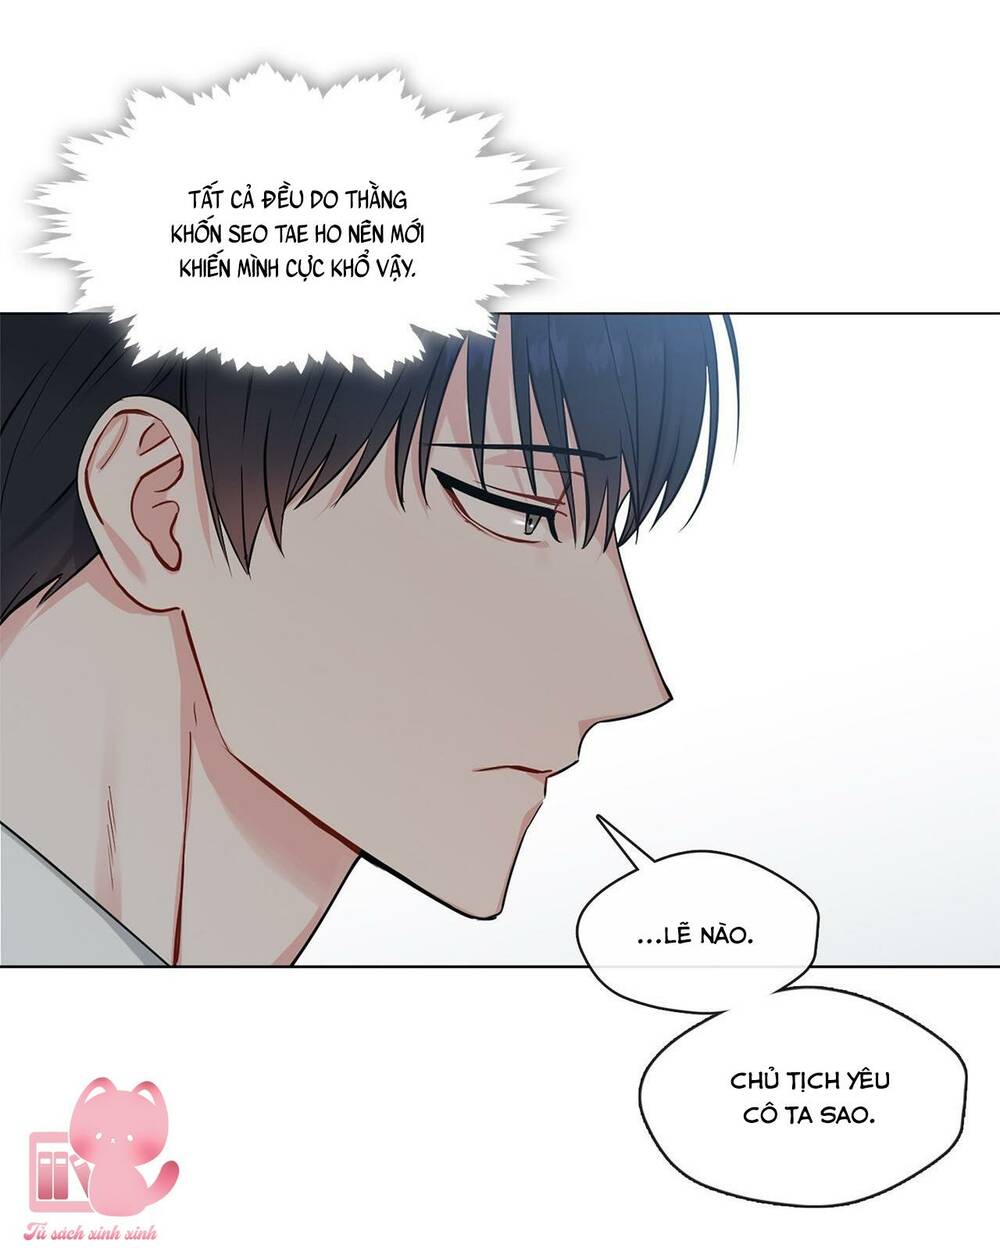 TẤT CẢ ĐỀU DO THẰNG
KHỐN SEO TAE HO NÊN MỚI
KHIẾN MÌNH CỰC KHỔ VẬY.
...LẼ NÀO.
CHỦ TỊCH YÊU
CÔ TA SAO.
Tủ sách xinh xinh